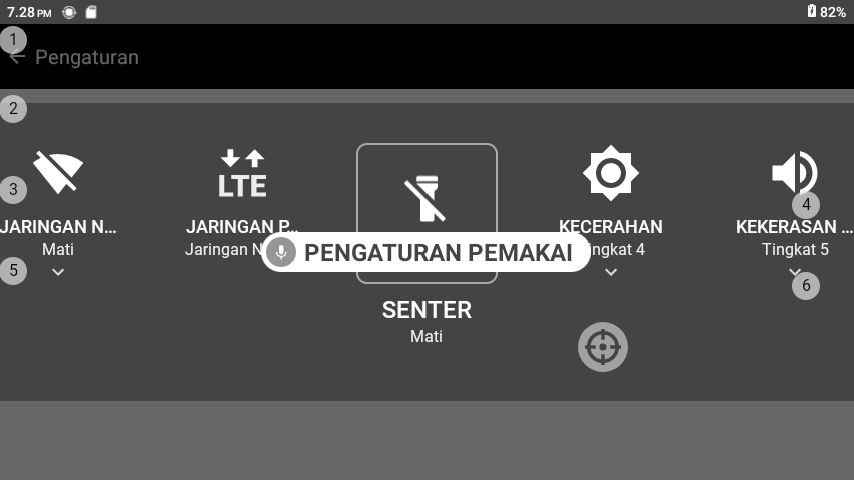 7.28 PM
82%
1
Pengaturan
2
3
4
LTE
JARINGAN N...
Mati
JARINGAN P...
Jaringan N
KECERAHAN
ingkat 4
KEKERASAN ...
Tingkat 5
PENGATURAN PEMAKAI
5
6
SENTER
Mati